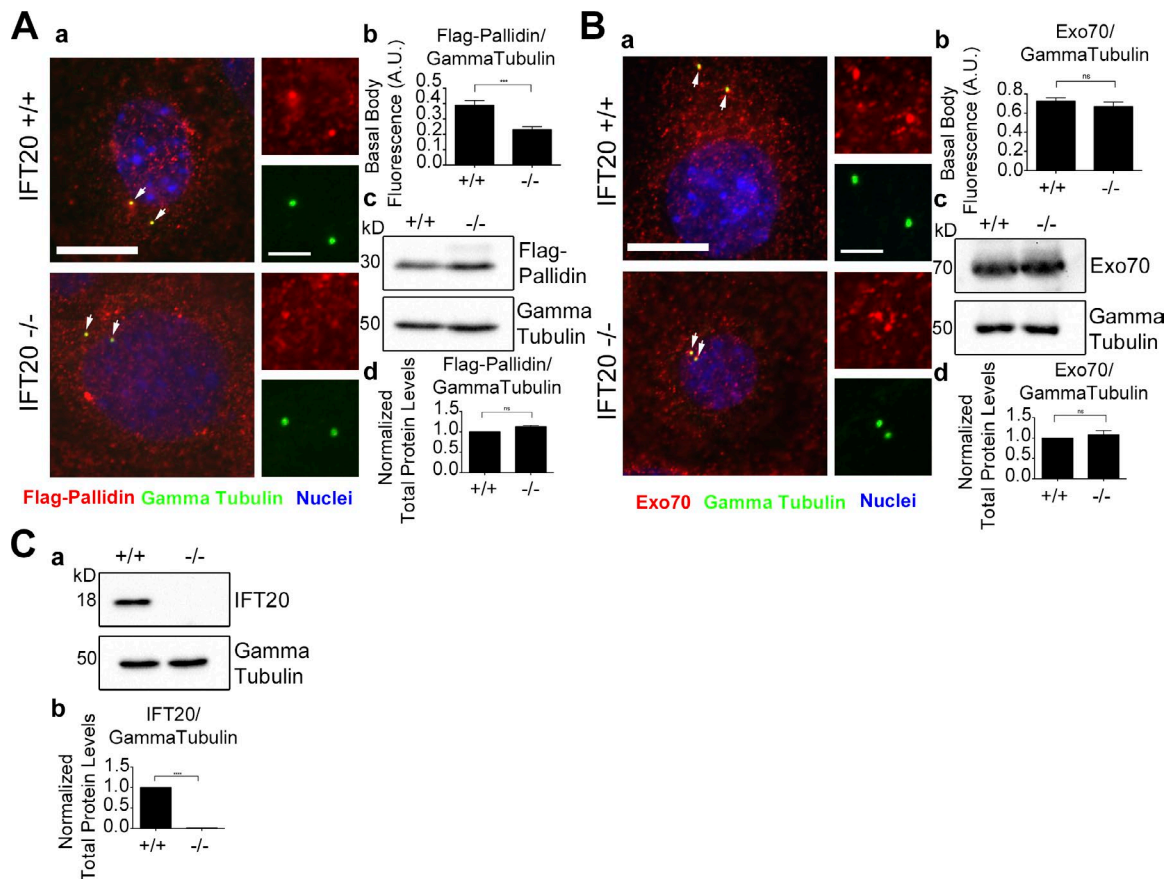 A
a
IFT20 +/+
IFT20 -/-
Flag-Pallidin Gamma Tubulin Nuclei
b
Flag-Pallidin/
GammaTubulin
Basal Body
Fluorescence (A.U.)
0.5
0.4
0.3
0.2
0.1
0.0
***
+/+ -/-
c
kD +/+ -/-
30
Flag-
Pallidin
50
Gamma
Tubulin
d
Flag-Pallidin/
GammaTubulin
Normalized
Total Protein Levels
1.5
1.0
0.5
0.0
ns
+/+ -/-
B
a
IFT20 +/+
IFT20 -/-
Exo70 Gamma Tubulin Nuclei
b
Exo70/
GammaTubulin
Basal Body
Fluorescence (A.U.)
0.8
0.6
0.4
0.2
0.0
ns
+/+ -/-
c
kD +/+ -/-
70
Exo70
50
Gamma
Tubulin
d
Exo70/
GammaTubulin
Normalized
Total Protein Levels
1.5
1.0
0.5
0.0
ns
+/+ -/-
C
a
+/+ -/-
kD
18
IFT20
50
Gamma
Tubulin
b
IFT20/
GammaTubulin
Normalized
Total Protein Levels
1.5
1.0
0.5
0.0
****
+/+ -/-